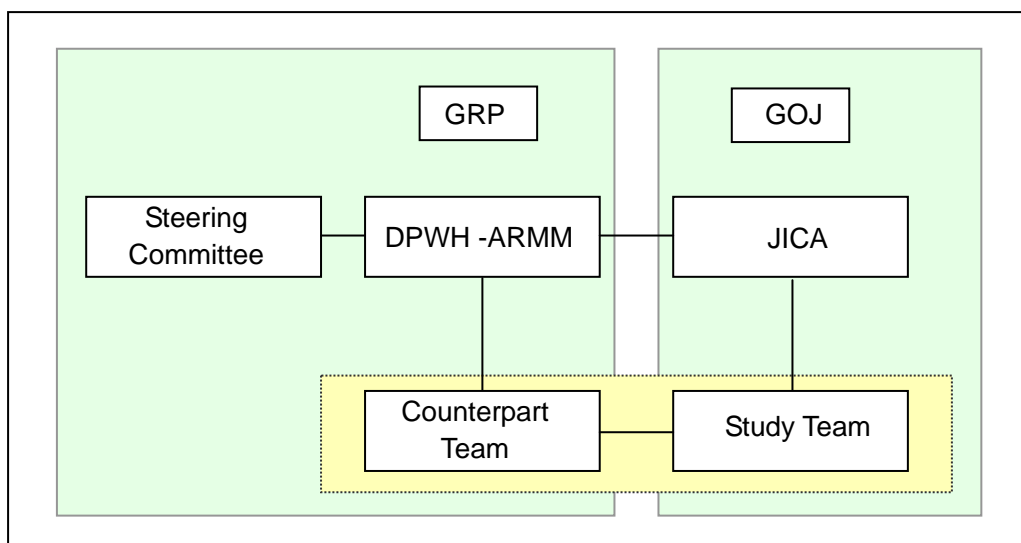 GRP
GOJ
Steering
Committee
DPWH -ARMM
JICA
Counterpart
Team
Study Team